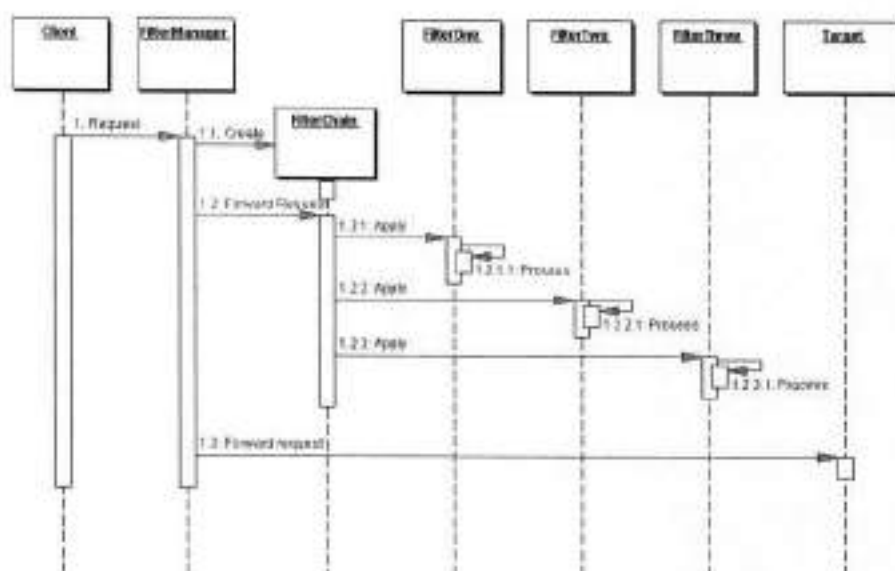 Client
FilterManager
FilterOne
FilterTwo
FilterThree
Target
FilterChain
1. Request
1.1. Create
1.2. Forward Request
1.2.1. Apply
1.2.1.1. Process
1.2.2. Apply
1.2.2.1. Process
1.2.3. Apply
1.2.3.1. Process
1.3. Forward request